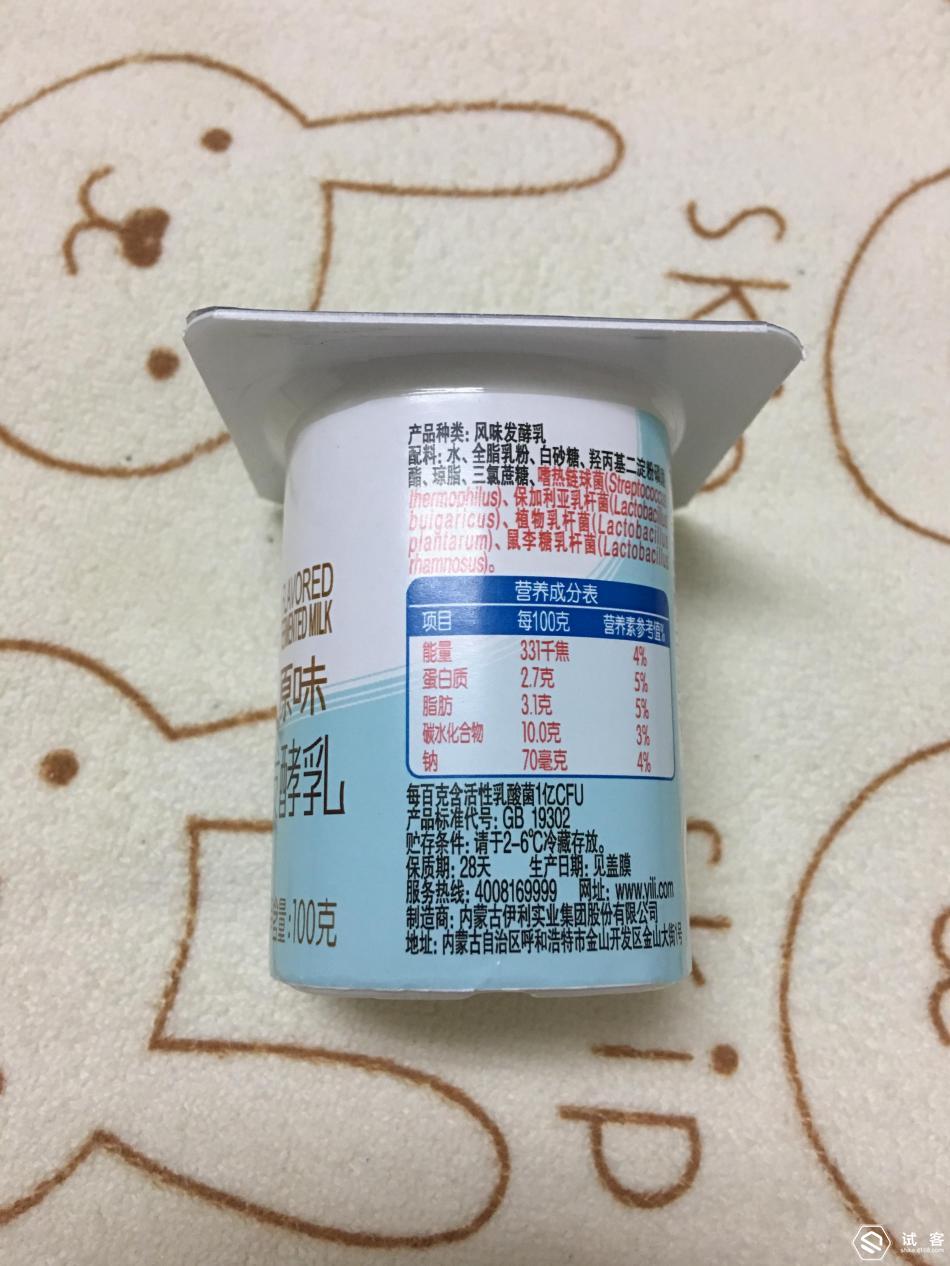 产品种类: 风味发酵乳
配料: 水、全脂乳粉、白砂糖、羟丙基二淀粉磷酸
酯、琼脂、三氯蔗糖、嗜热链球菌(Streptococcus
thermophilus)、保加利亚乳杆菌(Lactobacillus
bulgaricus)、植物乳杆菌(Lactobacillus
plantarum)、鼠李糖乳杆菌(Lactobacillus
rhamnosus)。
营养成分表
项目 每100克 营养素参考值%
能量 331千焦 4%
蛋白质 2.7克 5%
脂肪 3.1克 5%
碳水化合物 10.0克 3%
钠 70毫克 4%
每百克含活性乳酸菌1亿CFU
产品标准代号: GB 19302
贮存条件: 请于2-6℃冷藏存放。
保质期: 28天 生产日期: 见盖膜
服务热线: 4008169999 网址: www.yili.com
制造商: 内蒙古伊利实业集团股份有限公司
地址: 内蒙古自治区呼和浩特市金山开发区金山大街1号
MILK
原味
酵乳
量:100克
试客